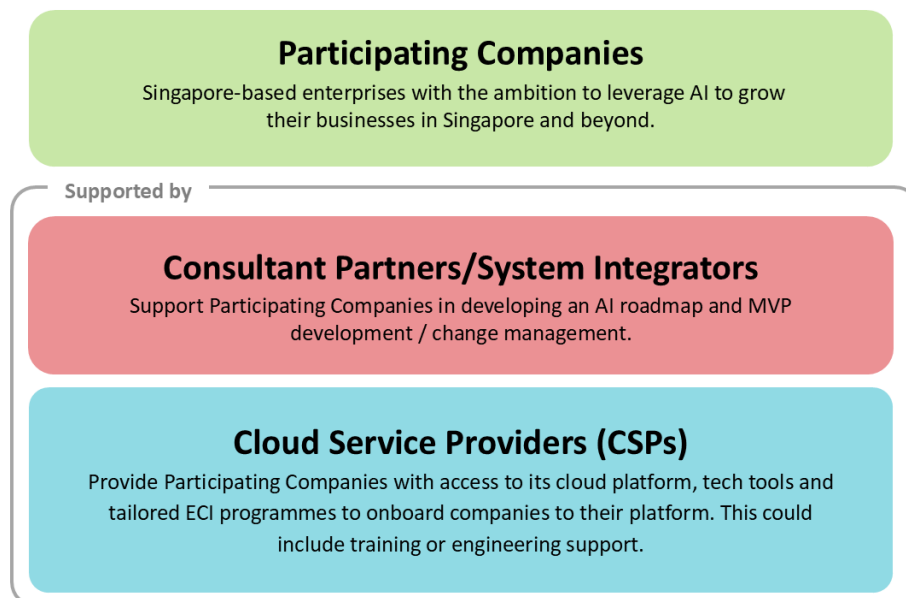 Participating Companies
Singapore-based enterprises with the ambition to leverage AI to grow
their businesses in Singapore and beyond.
Supported by
Consultant Partners/System Integrators
Support Participating Companies in developing an AI roadmap and MVP
development / change management.
Cloud Service Providers (CSPs)
Provide Participating Companies with access to its cloud platform, tech tools and
tailored ECI programmes to onboard companies to their platform. This could
include training or engineering support.